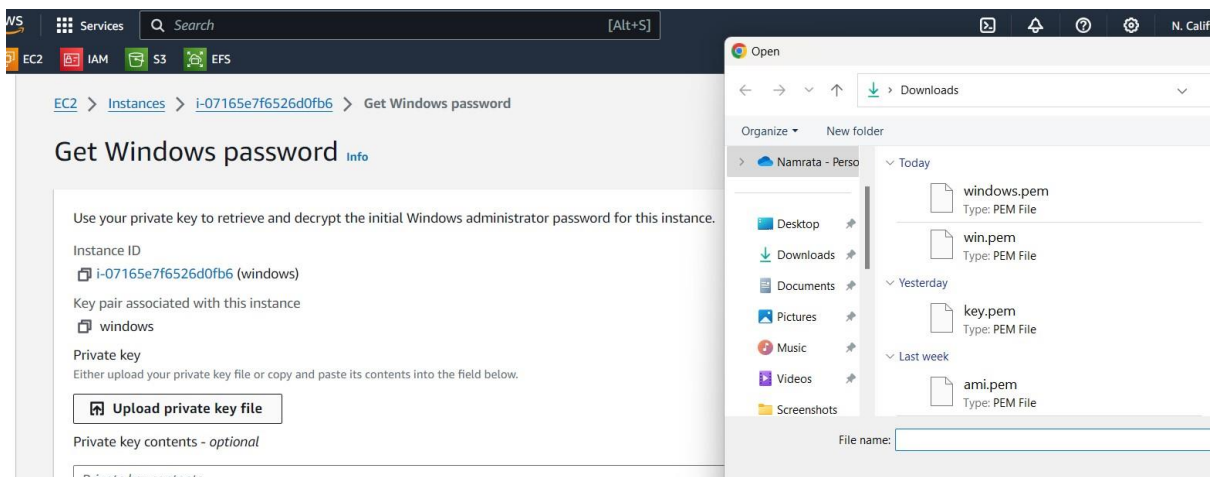 WS
Services
Search
[Alt+S]
N. Calif
EC2
IAM
S3
EFS
EC2 > Instances > i-07165e7f6526d0fb6 > Get Windows password
Get Windows password Info
Use your private key to retrieve and decrypt the initial Windows administrator password for this instance.
Instance ID
i-07165e7f6526d0fb6 (windows)
Key pair associated with this instance
windows
Private key
Either upload your private key file or copy and paste its contents into the field below.
Upload private key file
Private key contents - optional
Open
Downloads
Organize
New folder
Namrata - Perso
Desktop
Downloads
Documents
Pictures
Music
Videos
Screenshots
Today
windows.pem
Type: PEM File
win.pem
Type: PEM File
Yesterday
key.pem
Type: PEM File
Last week
ami.pem
Type: PEM File
File name: